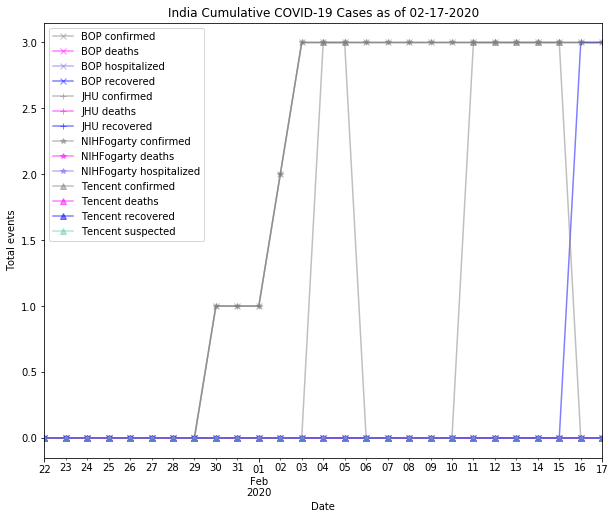 India Cumulative COVID-19 Cases as of 02-17-2020
BOP confirmed
BOP deaths
BOP hospitalized
BOP recovered
JHU confirmed
JHU deaths
JHU recovered
NIHFogarty confirmed
NIHFogarty deaths
NIHFogarty hospitalized
Tencent confirmed
Tencent deaths
Tencent recovered
Tencent suspected
Total events
3.0
2.5
2.0
1.5
1.0
0.5
0.0
22 23 24 25 26 27 28 29 30 31 01 02 03 04 05 06 07 08 09 10 11 12 13 14 15 16 17
Feb
2020
Date